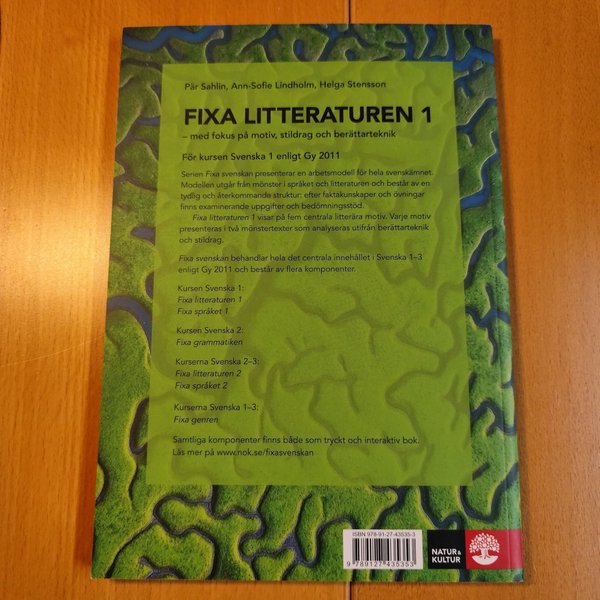 Pär Sahlin, Ann-Sofie Lindholm, Helga Stensson
FIXA LITTERATUREN 1
– med fokus på motiv, stildrag och berättarteknik
För kursen Svenska 1 enligt Gy 2011
Serien Fixa svenskan presenterar en arbetsmodell för hela svenskämnet.
Modellen utgår från mönster i språket och litteraturen och består av en
tydlig och återkommande struktur: efter faktakunskaper och övningar
finns examinerande uppgifter och bedömningsstöd.
Fixa litteraturen 1 visar på fem centrala litterära motiv. Varje motiv
presenteras i två mönstertexter som analyseras utifrån berättarteknik
och stildrag.
Fixa svenskan behandlar hela det centrala innehållet i Svenska 1–3
enligt Gy 2011 och består av flera komponenter.
Kursen Svenska 1:
Fixa litteraturen 1
Fixa språket 1
Kursen Svenska 2:
Fixa grammatiken
Kurserna Svenska 2–3:
Fixa litteraturen 2
Fixa språket 2
Kurserna Svenska 1–3:
Fixa genren
Samtliga komponenter finns både som tryckt och interaktiv bok.
Läs mer på www.nok.se/fixasvenskan
ISBN 978-91-27-43535-3
9 789127 435353
NATUR &
KULTUR